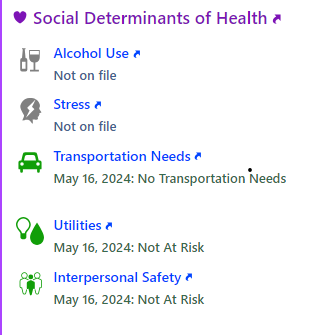 Social Determinants of Health
Alcohol Use
Not on file
Stress
Not on file
Transportation Needs
May 16, 2024: No Transportation Needs
Utilities
May 16, 2024: Not At Risk
Interpersonal Safety
May 16, 2024: Not At Risk